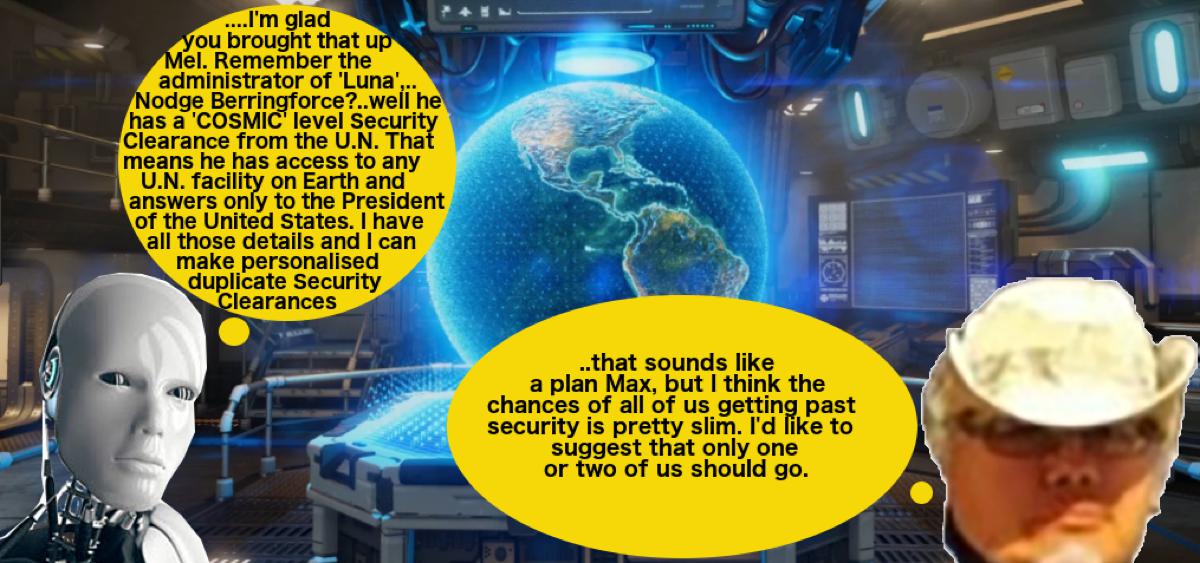 ....I'm glad
you brought that up
Mel. Remember the
administrator of 'Luna',..
Nodge Berringforce?..well he
has a 'COSMIC' level Security
Clearance from the U.N. That
means he has access to any
U.N. facility on Earth and
answers only to the President
of the United States. I have
all those details and I can
make personalised
duplicate Security
Clearances
..that sounds like
a plan Max, but I think the
chances of all of us getting past
security is pretty slim. I'd like to
suggest that only one
or two of us should go.